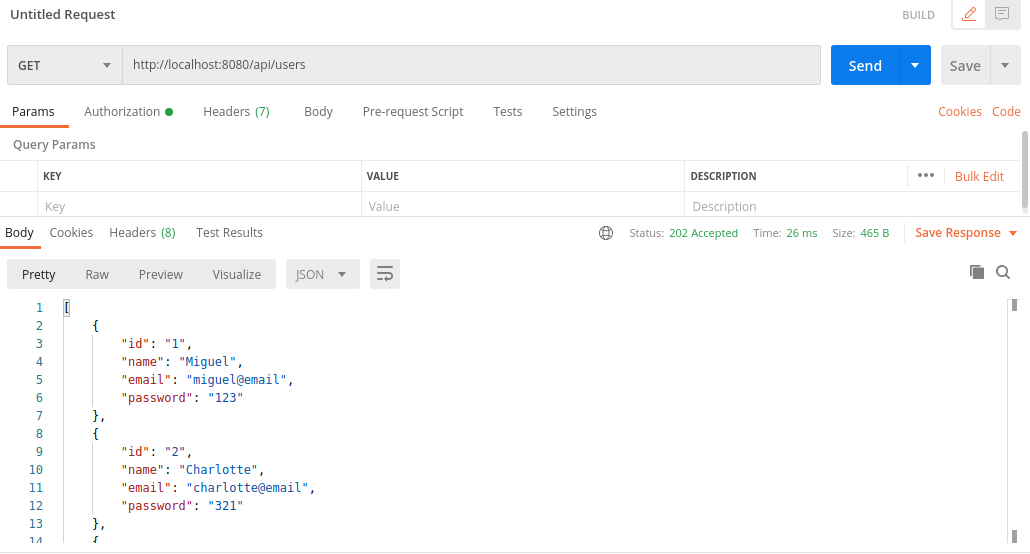 Untitled Request BUILD
GET http://localhost:8080/api/users Send Save
Params Authorization Headers (7) Body Pre-request Script Tests Settings Cookies Code
Query Params
KEY VALUE DESCRIPTION ••• Bulk Edit
Key Value Description
Body Cookies Headers (8) Test Results Status: 202 Accepted Time: 26 ms Size: 465 B Save Response
Pretty Raw Preview Visualize JSON
1 [
2 {
3 "id": "1",
4 "name": "Miguel",
5 "email": "miguel@email",
6 "password": "123"
7 },
8 {
9 "id": "2",
10 "name": "Charlotte",
11 "email": "charlotte@email",
12 "password": "321"
13 },
14 {